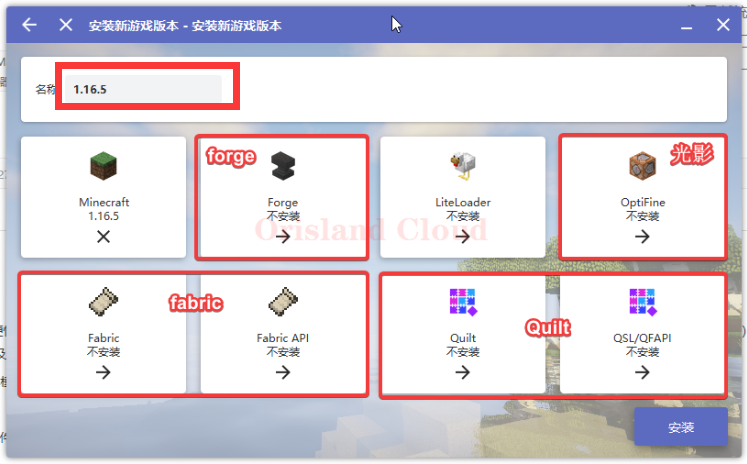 安装新游戏版本 - 安装新游戏版本
名称 1.16.5
forge
光影
Minecraft
1.16.5
Forge
不安装
LiteLoader
不安装
OptiFine
不安装
Orisland Cloud
fabric
Quilt
Fabric
不安装
Fabric API
不安装
Quilt
不安装
QSL/QFAPI
不安装
安装